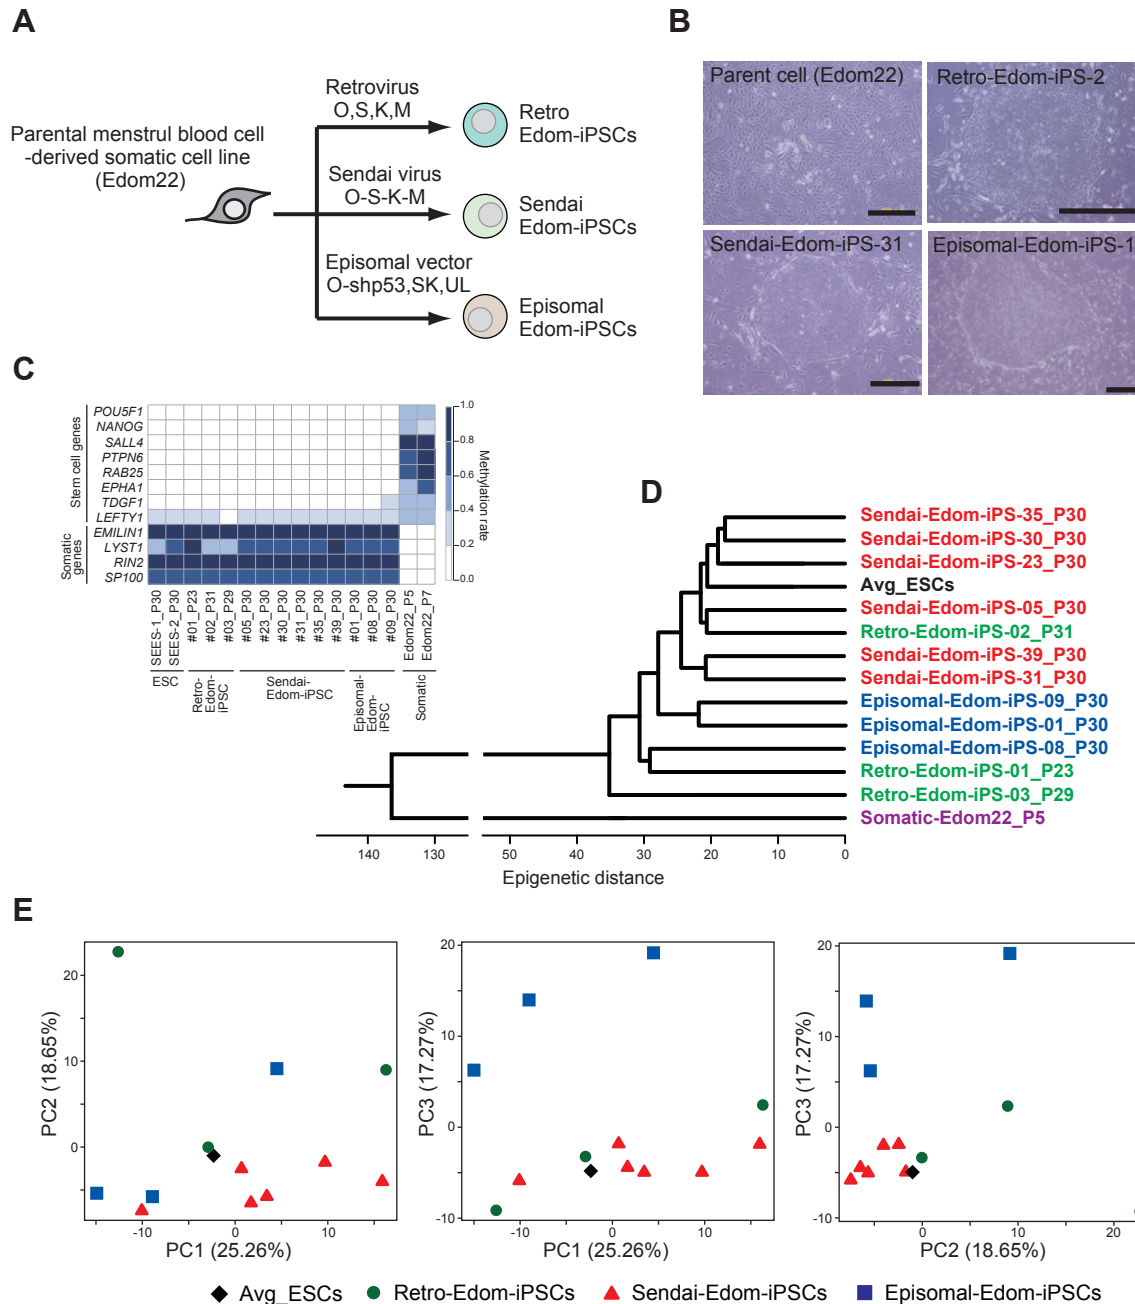 A
Parental menstrul blood cell
-derived somatic cell line
(Edom22)
Retrovirus
O,S,K,M
Sendai virus
O-S-K-M
Episomal vector
O-shp53,SK,UL
Retro
Edom-iPSCs
Sendai
Edom-iPSCs
Episomal
Edom-iPSCs
B
Parent cell (Edom22)
Retro-Edom-iPS-2
Sendai-Edom-iPS-31
Episomal-Edom-iPS-1
C
Stem cell genes
POU5F1
NANOG
SALL4
PTPN6
RAB25
EPHA1
TDGF1
LEFTY1
Somatic
genes
EMILIN1
LYST1
RIN2
SP100
1.0
0.8
0.6
0.4
0.2
0.0
Methylation rate
SEES-1_P30
SEES-2_P30
#01_P23
#02_P31
#03_P29
#05_P30
#23_P30
#30_P30
#31_P30
#35_P30
#39_P30
#01_P30
#08_P30
#09_P30
Edom22_P5
Edom22_P7
ESC
Retro-
Edom-
iPSC
Sendai-
Edom-iPSC
Episomal-
Edom-
iPSC
Somatic
D
Sendai-Edom-iPS-35_P30
Sendai-Edom-iPS-30_P30
Sendai-Edom-iPS-23_P30
Avg_ESCs
Sendai-Edom-iPS-05_P30
Retro-Edom-iPS-02_P31
Sendai-Edom-iPS-39_P30
Sendai-Edom-iPS-31_P30
Episomal-Edom-iPS-09_P30
Episomal-Edom-iPS-01_P30
Episomal-Edom-iPS-08_P30
Retro-Edom-iPS-01_P23
Retro-Edom-iPS-03_P29
Somatic-Edom22_P5
140 130 50 40 30 20 10 0
Epigenetic distance
E
PC2 (18.65%)
20
10
0
-10 0 10
PC1 (25.26%)
PC3 (17.27%)
20
10
0
-10
-10 0 10
PC1 (25.26%)
PC3 (17.27%)
20
10
0
-10
0 10 20
PC2 (18.65%)
Avg_ESCs Retro-Edom-iPSCs Sendai-Edom-iPSCs Episomal-Edom-iPSCs